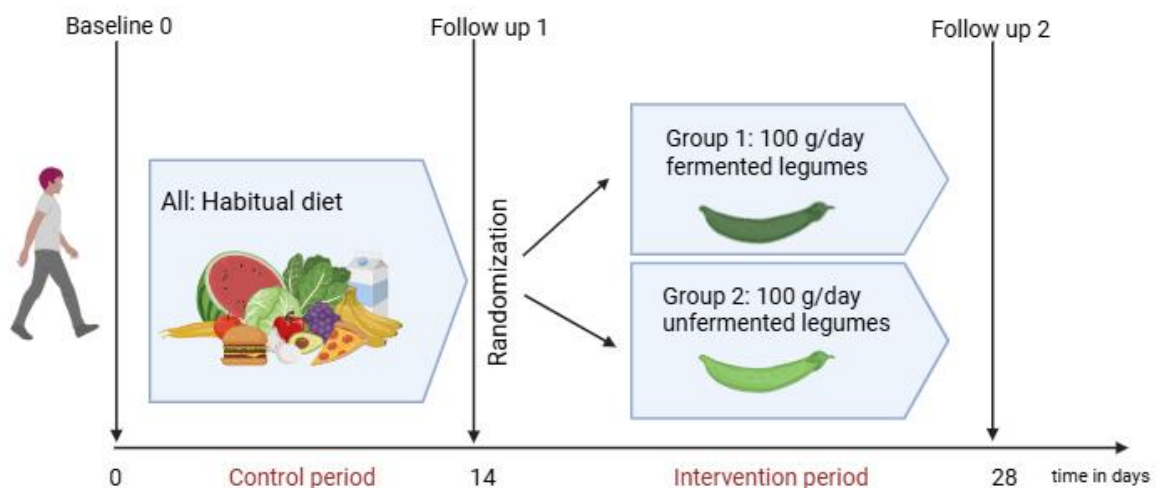 Baseline 0
Follow up 1
Follow up 2
All: Habitual diet
Randomization
Group 1: 100 g/day
fermented legumes
Group 2: 100 g/day
unfermented legumes
0
Control period
14
Intervention period
28
time in days